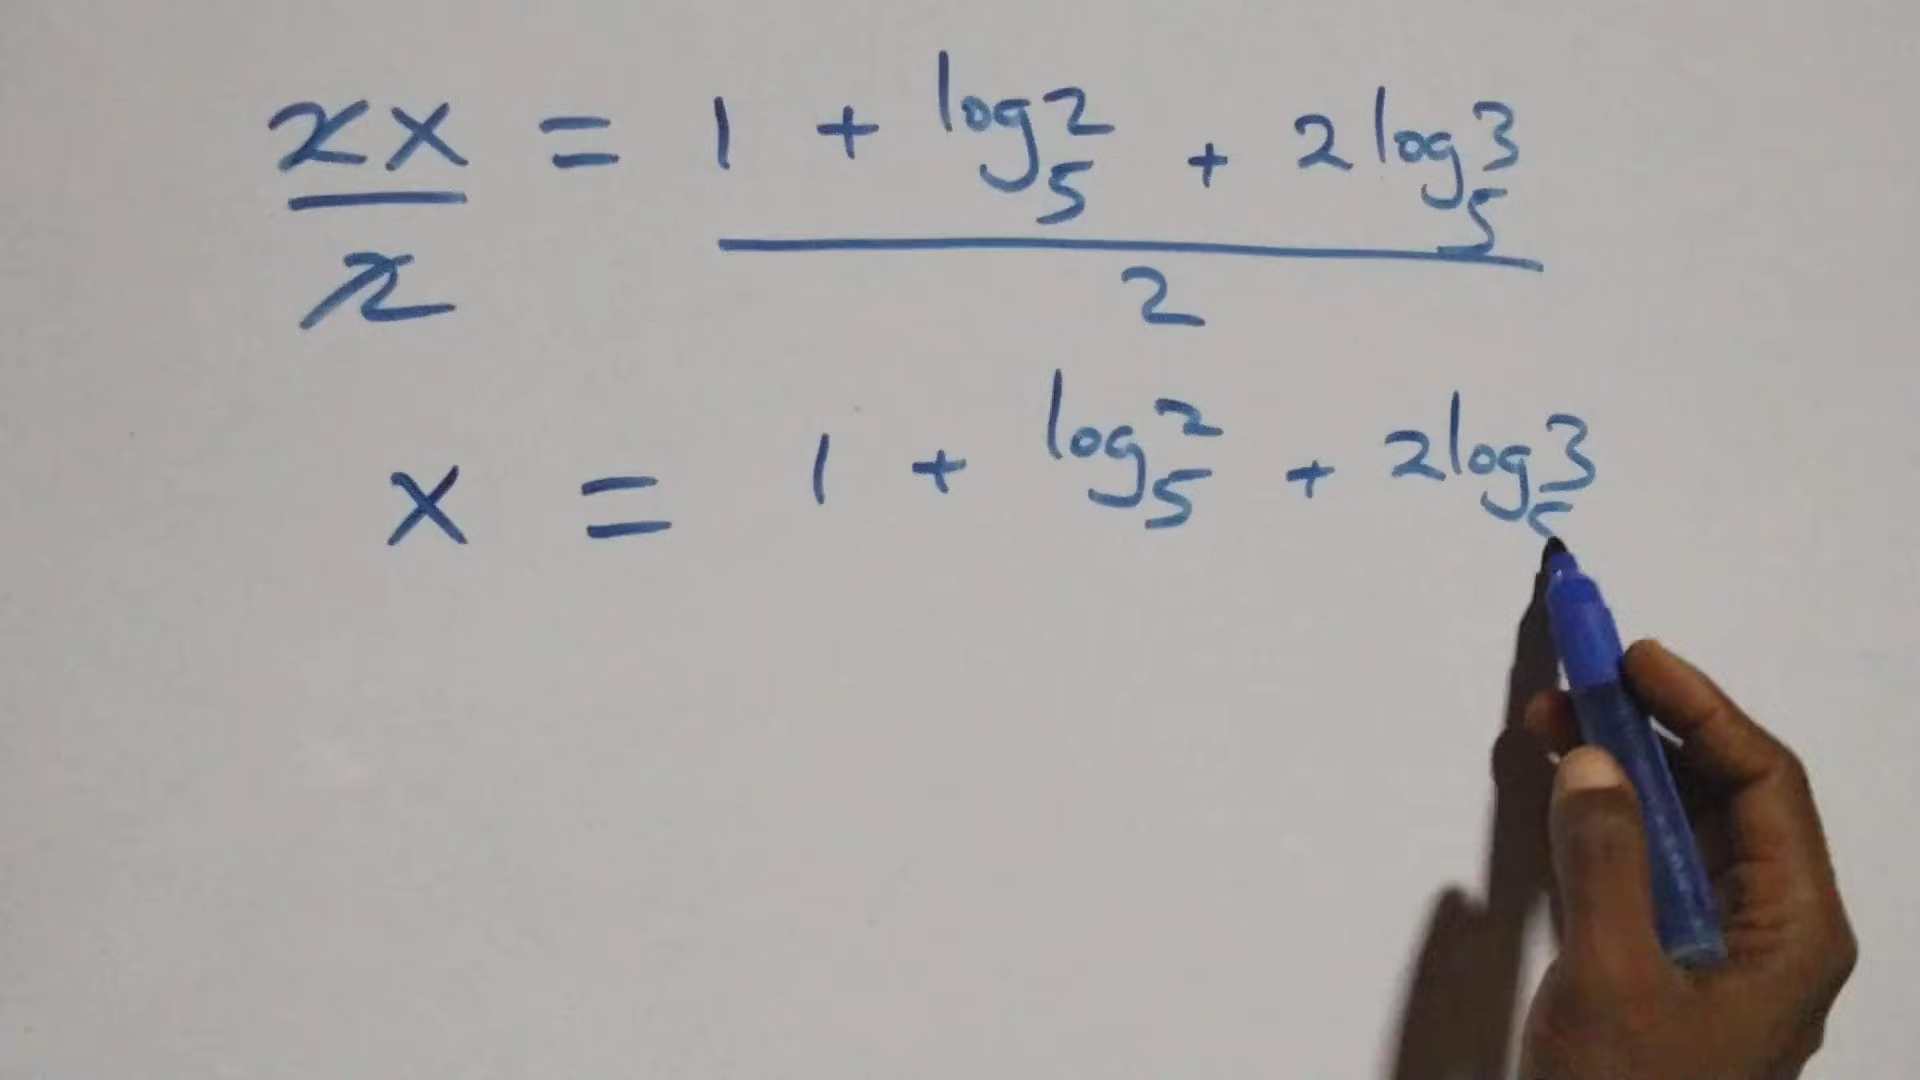 2x/2 = (1 + log₅2 + 2log₅3)/2
x = 1 + log₅2 + 2log₅3